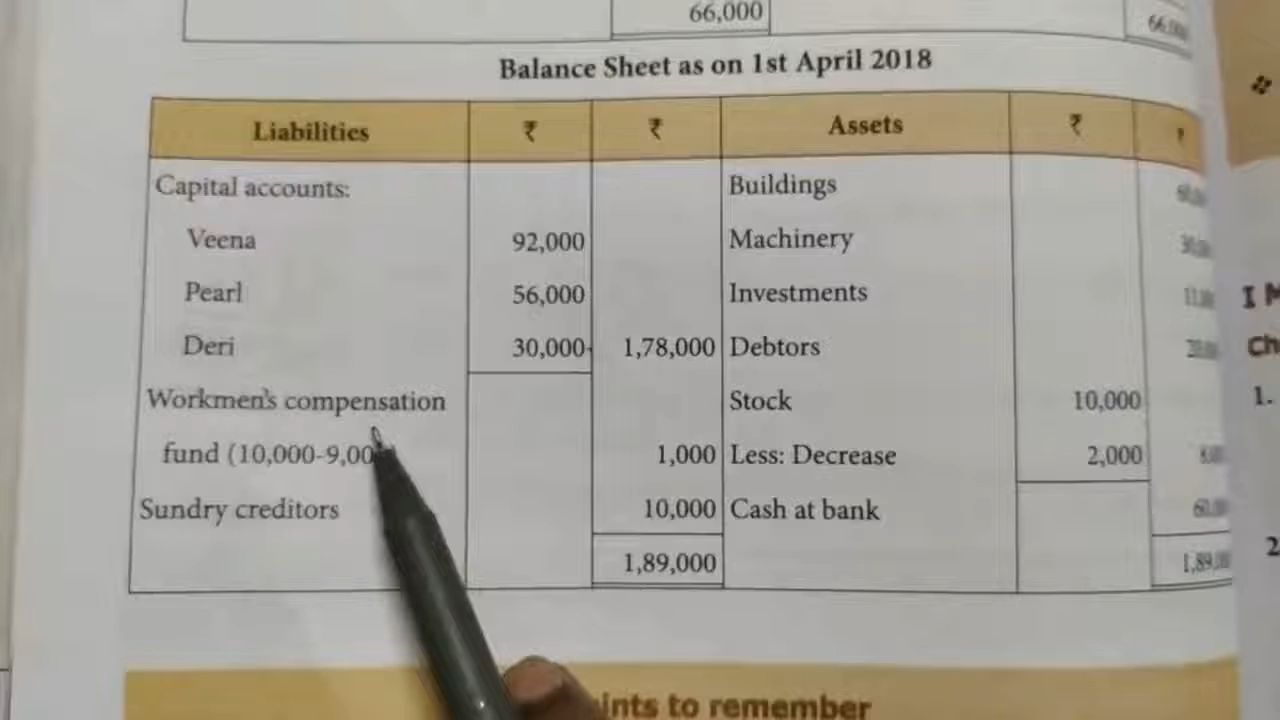 66,000
Balance Sheet as on 1st April 2018
Liabilities ₹ ₹ Assets ₹ ₹
Capital accounts: Buildings
Veena 92,000 Machinery
Pearl 56,000 Investments
Deri 30,000 1,78,000 Debtors
Workmen's compensation Stock 10,000
fund (10,000-9,00 1,000 Less: Decrease 2,000
Sundry creditors 10,000 Cash at bank
1,89,000
ints to remember
I M
Ch
1.
2